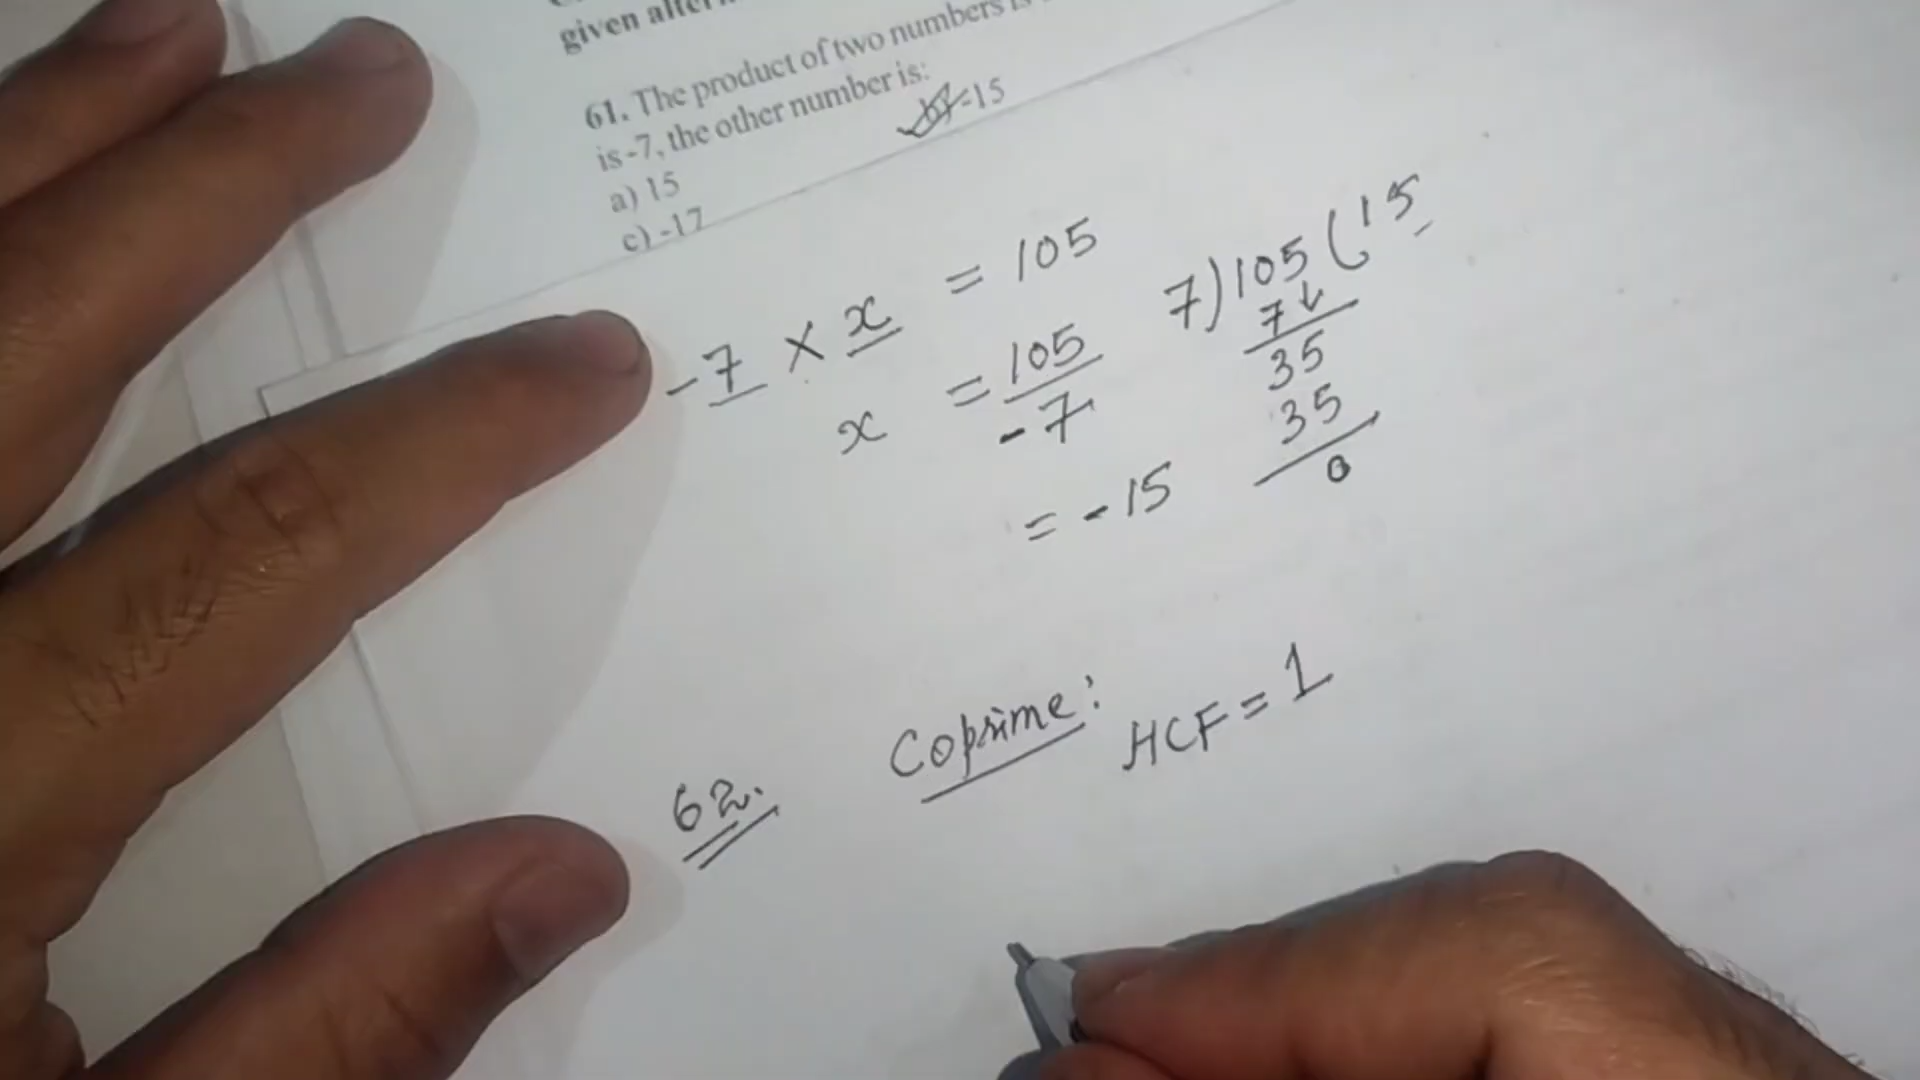 given
61. The product of two numbers is
is -7, the other number is:
a) 15
b) -15
c) -17
-7 × x = 105
x = 105
-7
= -15
7)105(15
7↓
35
35
0
62. Coprime: HCF = 1